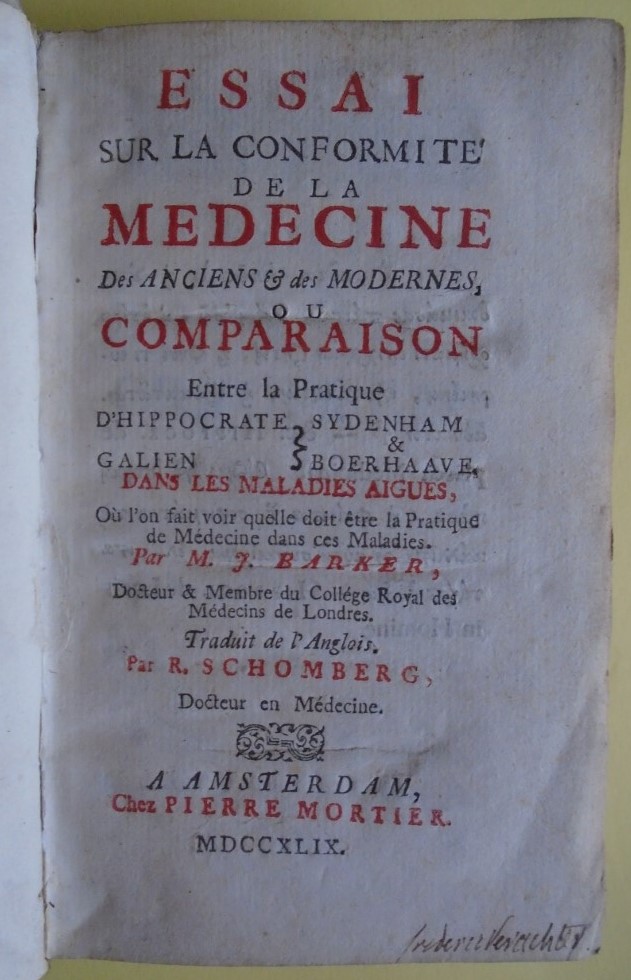 ESSAI
SUR LA CONFORMITE'
DE LA
MEDECINE
Des ANCIENS & des MODERNES,
OU
COMPARAISON
Entre la Pratique
D'HIPPOCRATE SYDENHAM
&
GALIEN BOERHAAVE,
DANS LES MALADIES AIGUES,
Où l'on fait voir quelle doit être la Pratique
de Médecine dans ces Maladies.
Par M. J. BARKER,
Docteur & Membre du Collége Royal des
Médecins de Londres.
Traduit de l'Anglois.
Par R. SCHOMBERG,
Docteur en Médecine.
A AMSTERDAM,
Chez PIERRE MORTIER.
MDCCXLIX.